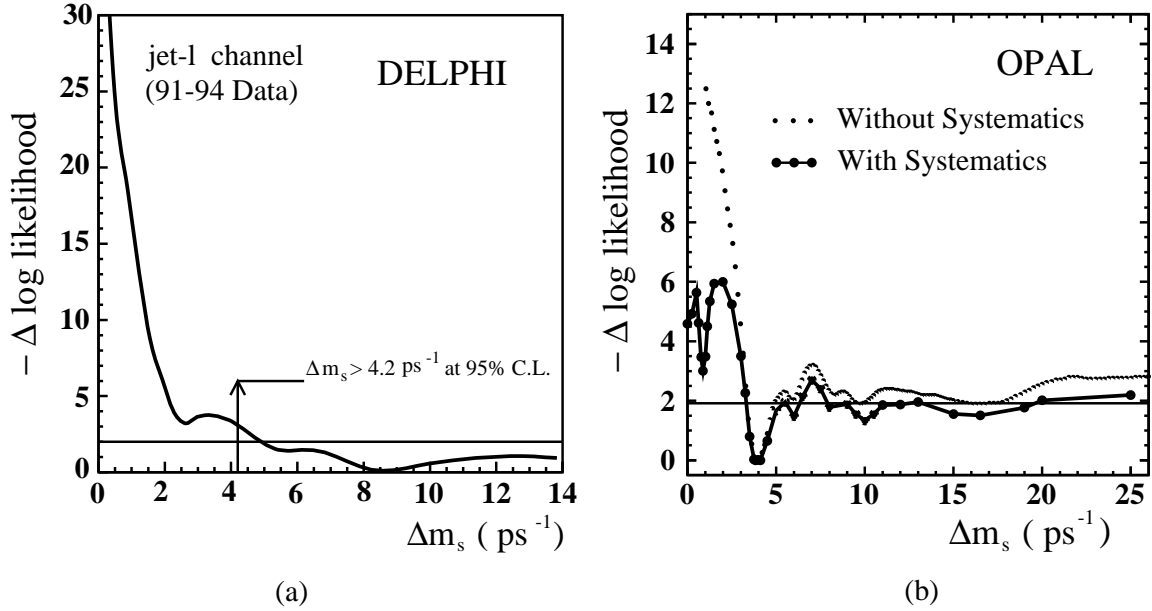 jet-l channel
(91-94 Data)
DELPHI
− Δ log likelihood
30
25
20
15
10
5
0
Δm_s > 4.2 ps^-1 at 95% C.L.
0 2 4 6 8 10 12 14
Δm_s ( ps^-1)
(a)
OPAL
Without Systematics
With Systematics
− Δ log likelihood
14
12
10
8
6
4
2
0
0 5 10 15 20 25
Δm_s ( ps^-1)
(b)